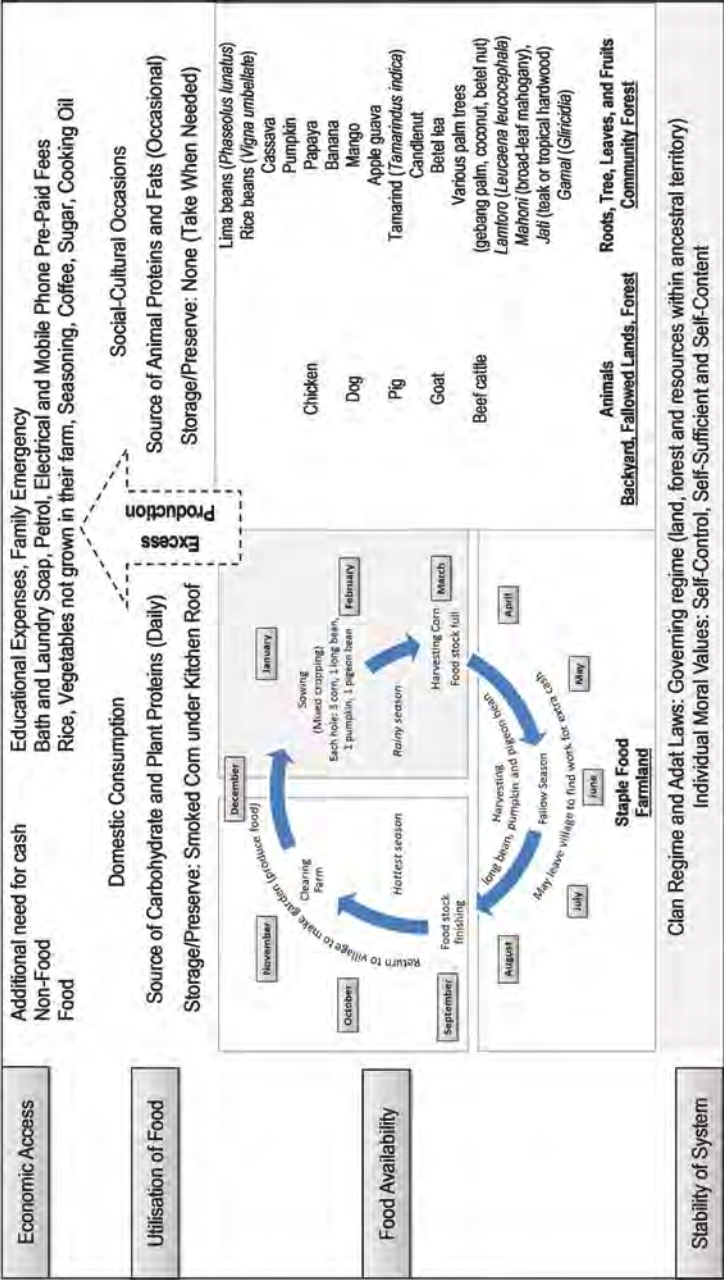 Economic Access
Additional need for cash
Non-Food
Food
Educational Expenses, Family Emergency
Bath and Laundry Soap, Petrol, Electrical and Mobile Phone Pre-Paid Fees
Rice, Vegetables not grown in their farm, Seasoning, Coffee, Sugar, Cooking Oil
Utilisation of Food
Domestic Consumption
Source of Carbohydrate and Plant Proteins (Daily)
Storage/Preserve: Smoked Corn under Kitchen Roof
Excess
Production
Social-Cultural Occasions
Source of Animal Proteins and Fats (Occasional)
Storage/Preserve: None (Take When Needed)
Food Availability
September
October
November
December
January
February
March
April
May
June
July
August
Return to village to make garden (produce food)
Clearing
Farm
Hottest season
Food stock
finishing
Sowing
(Mixed cropping)
Each hole: 3 corn, 1 long bean,
1 pumpkin, 1 pigeon bean
Rainy season
Harvesting Corn
Food stock full
Harvesting
long bean, pumpkin and pigeon bean
Fallow Season
May leave village to find work for extra cash
Staple Food
Farmland
Chicken
Dog
Pig
Goat
Beef cattle
Animals
Backyard, Fallowed Lands, Forest
Lima beans (Phaseolus lunatus)
Rice beans (Vigna umbellate)
Cassava
Pumpkin
Papaya
Banana
Mango
Apple guava
Tamarind (Tamarindus indica)
Candlenut
Betel lea
Various palm trees
(gebang palm, coconut, betel nut)
Lamtoro (Leucaena leucocephala)
Mahoni (broad-leaf mahogany),
Jati (teak or tropical hardwood)
Gamal (Gliricidia)
Roots, Tree, Leaves, and Fruits
Community Forest
Stability of System
Clan Regime and Adat Laws: Governing regime (land, forest and resources within ancestral territory)
Individual Moral Values: Self-Control, Self-Sufficient and Self-Content